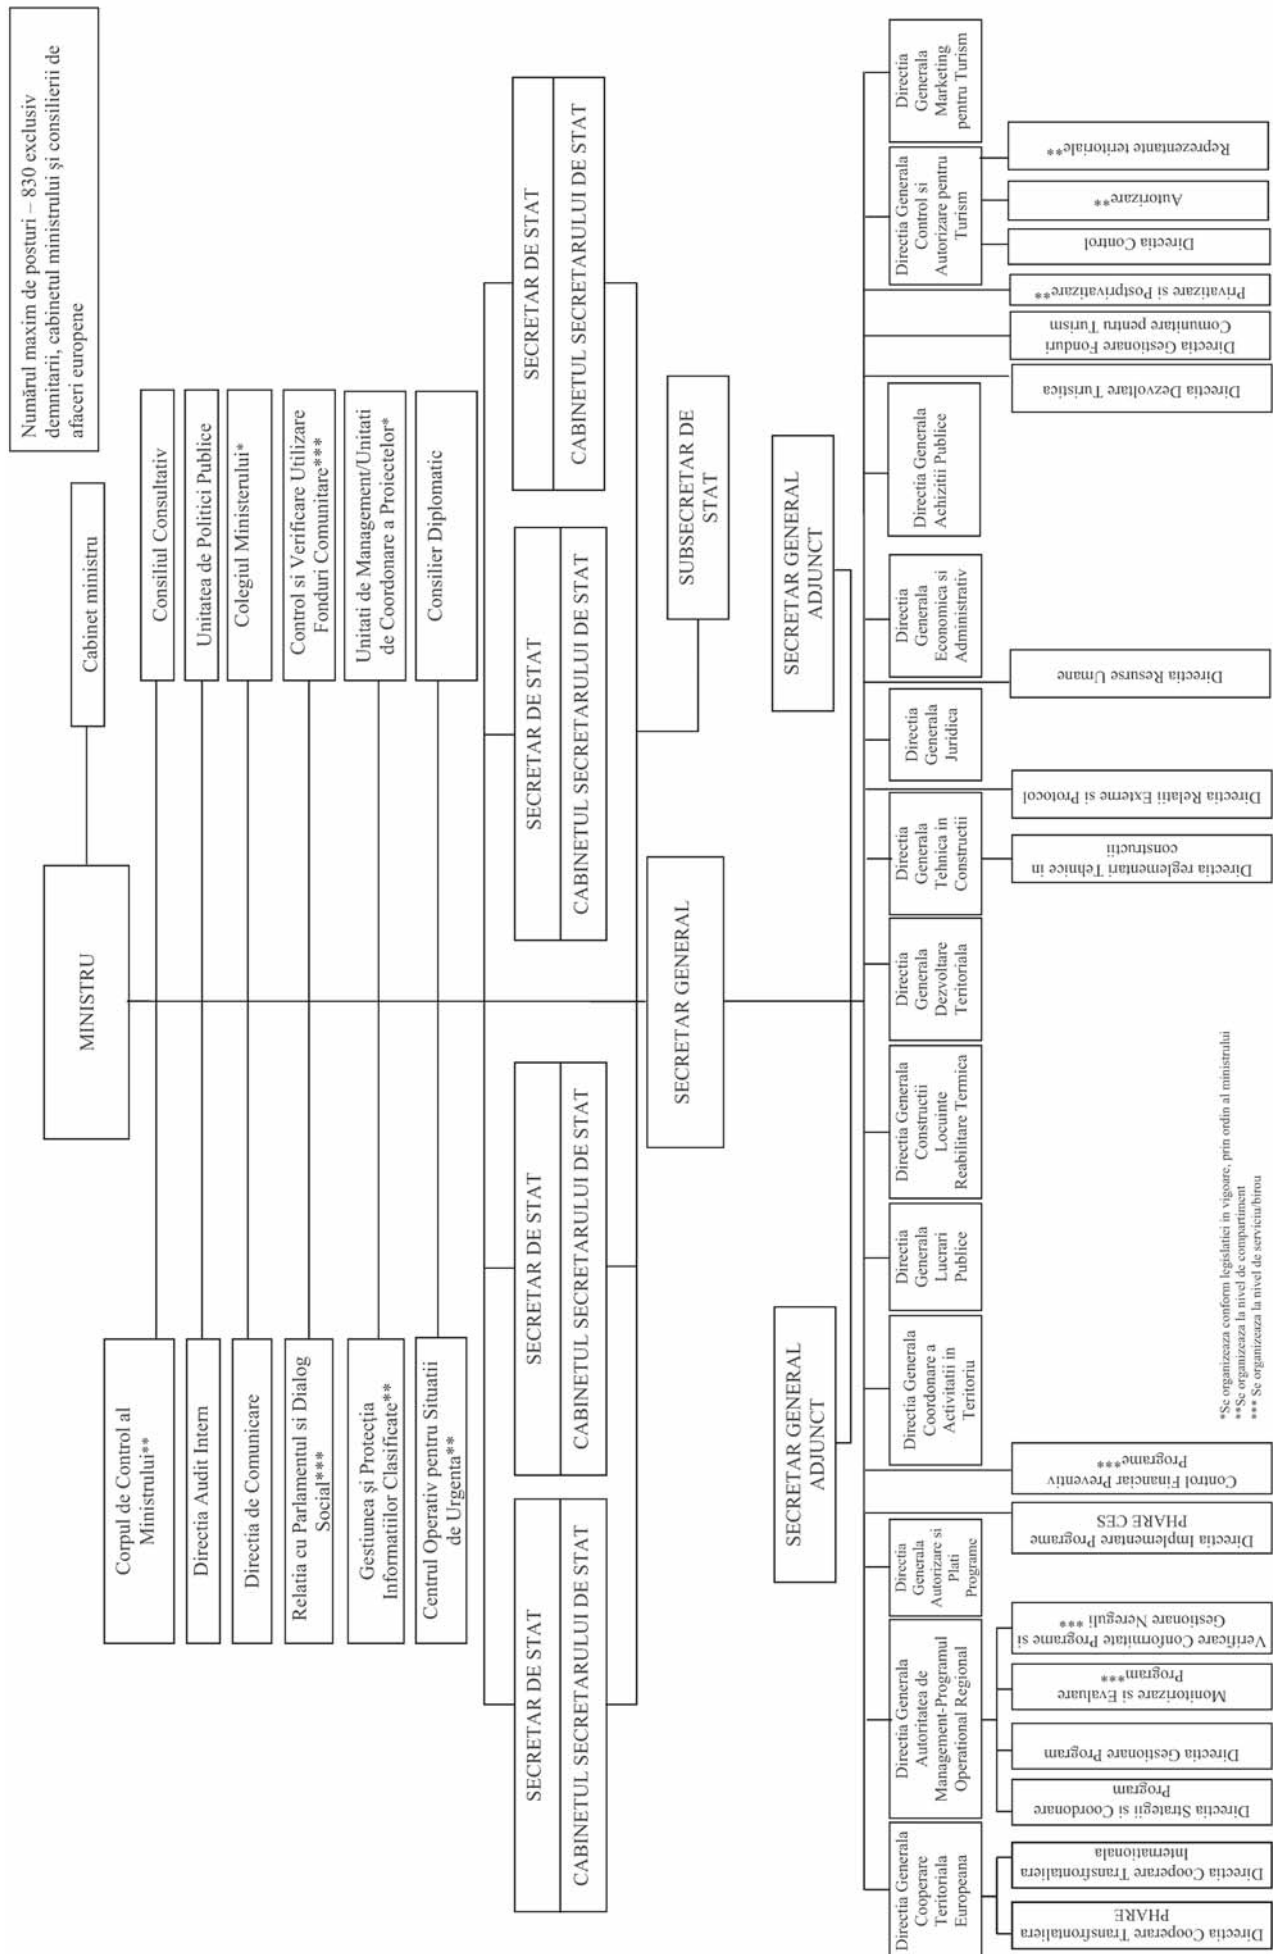 Numărul maxim de posturi – 830 exclusiv
demnitarii, cabinetul ministrului și consilierii de
afaceri europene
MINISTRU
Cabinet ministru
Corpul de Control al
Ministrului**
Consiliul Consultativ
Directia Audit Intern
Unitatea de Politici Publice
Directia de Comunicare
Colegiul Ministerului*
Relatia cu Parlamentul si Dialog
Social***
Control si Verificare Utilizare
Fonduri Comunitare***
Gestiunea și Protecția
Informatiilor Clasificate**
Unitati de Management/Unitati
de Coordonare a Proiectelor*
Centrul Operativ pentru Situatii
de Urgenta**
Consilier Diplomatic
SECRETAR DE STAT
CABINETUL SECRETARULUI DE STAT
SECRETAR DE STAT
CABINETUL SECRETARULUI DE STAT
SECRETAR DE STAT
CABINETUL SECRETARULUI DE STAT
SECRETAR DE STAT
CABINETUL SECRETARULUI DE STAT
SECRETAR GENERAL
SUBSECRETAR DE
STAT
SECRETAR GENERAL
ADJUNCT
SECRETAR GENERAL
ADJUNCT
Directia Generala
Cooperare
Teritoriala
Europeana
Directia Generala
Autoritatea de
Management-Programul
Operational Regional
Directia
Generala
Autorizare si
Plati
Programe
Directia Generala
Coordonare a
Activitatii in
Teritoriu
Directia
Generala
Lucrari
Publice
Directia Generala
Constructii
Locuinte
Reabilitare Termica
Directia
Generala
Dezvoltare
Teritoriala
Directia
Generala
Tehnica in
Constructii
Directia
Generala
Juridica
Directia
Generala
Economica si
Administrativ
Directia Generala
Achizitii Publice
Directia Generala
Control si
Autorizare pentru
Turism
Directia
Generala
Marketing
pentru Turism
Directia Cooperare Transfrontaliera
PHARE
Directia Cooperare Transfrontaliera
Internationala
Directia Strategii si Coordonare
Program
Directia Gestionare Program
Monitorizare si Evaluare
Program***
Verificare Conformitate Programe si
Gestionare Nereguli ***
Directia Implementare Programe
PHARE CES
Control Financiar Preventiv
Programe***
Directia reglementari Tehnice in
constructii
Directia Relatii Externe si Protocol
Directia Resurse Umane
Directia Dezvoltare Turistica
Directia Gestionare Fonduri
Comunitare pentru Turism
Privatizare si Postprivatizare**
Directia Control
Autorizare**
Reprezentante teritoriale**
*Se organizeaza conform legislatiei in vigoare, prin ordin al ministrului
**Se organizeaza la nivel de compartiment
*** Se organizeaza la nivel de serviciu/birou